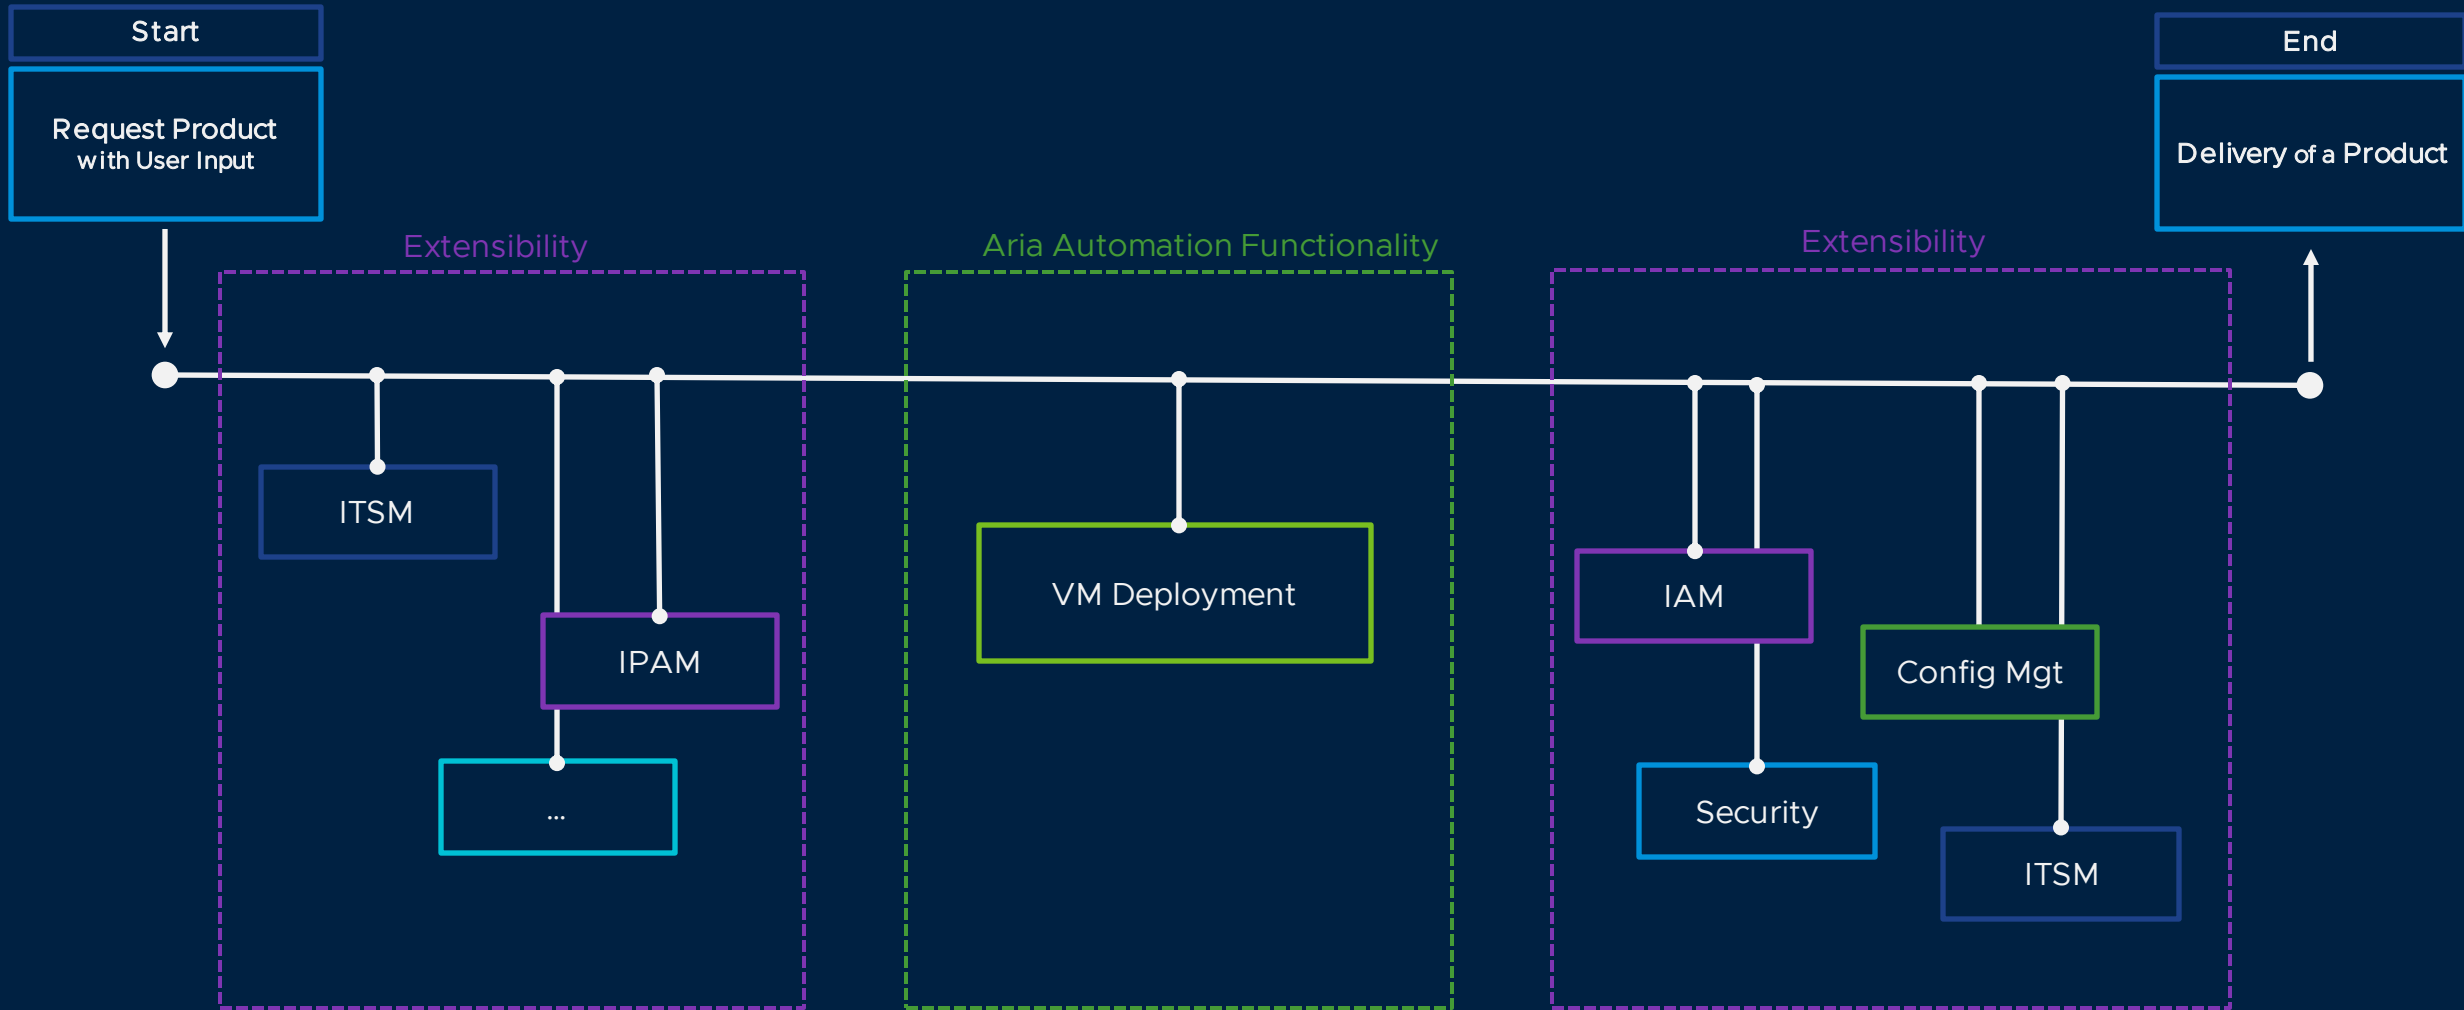 Start
End
Request Product
with User Input
Delivery of a Product
Extensibility
Aria Automation Functionality
Extensibility
ITSM
IPAM
...
VM Deployment
IAM
Config Mgt
Security
ITSM